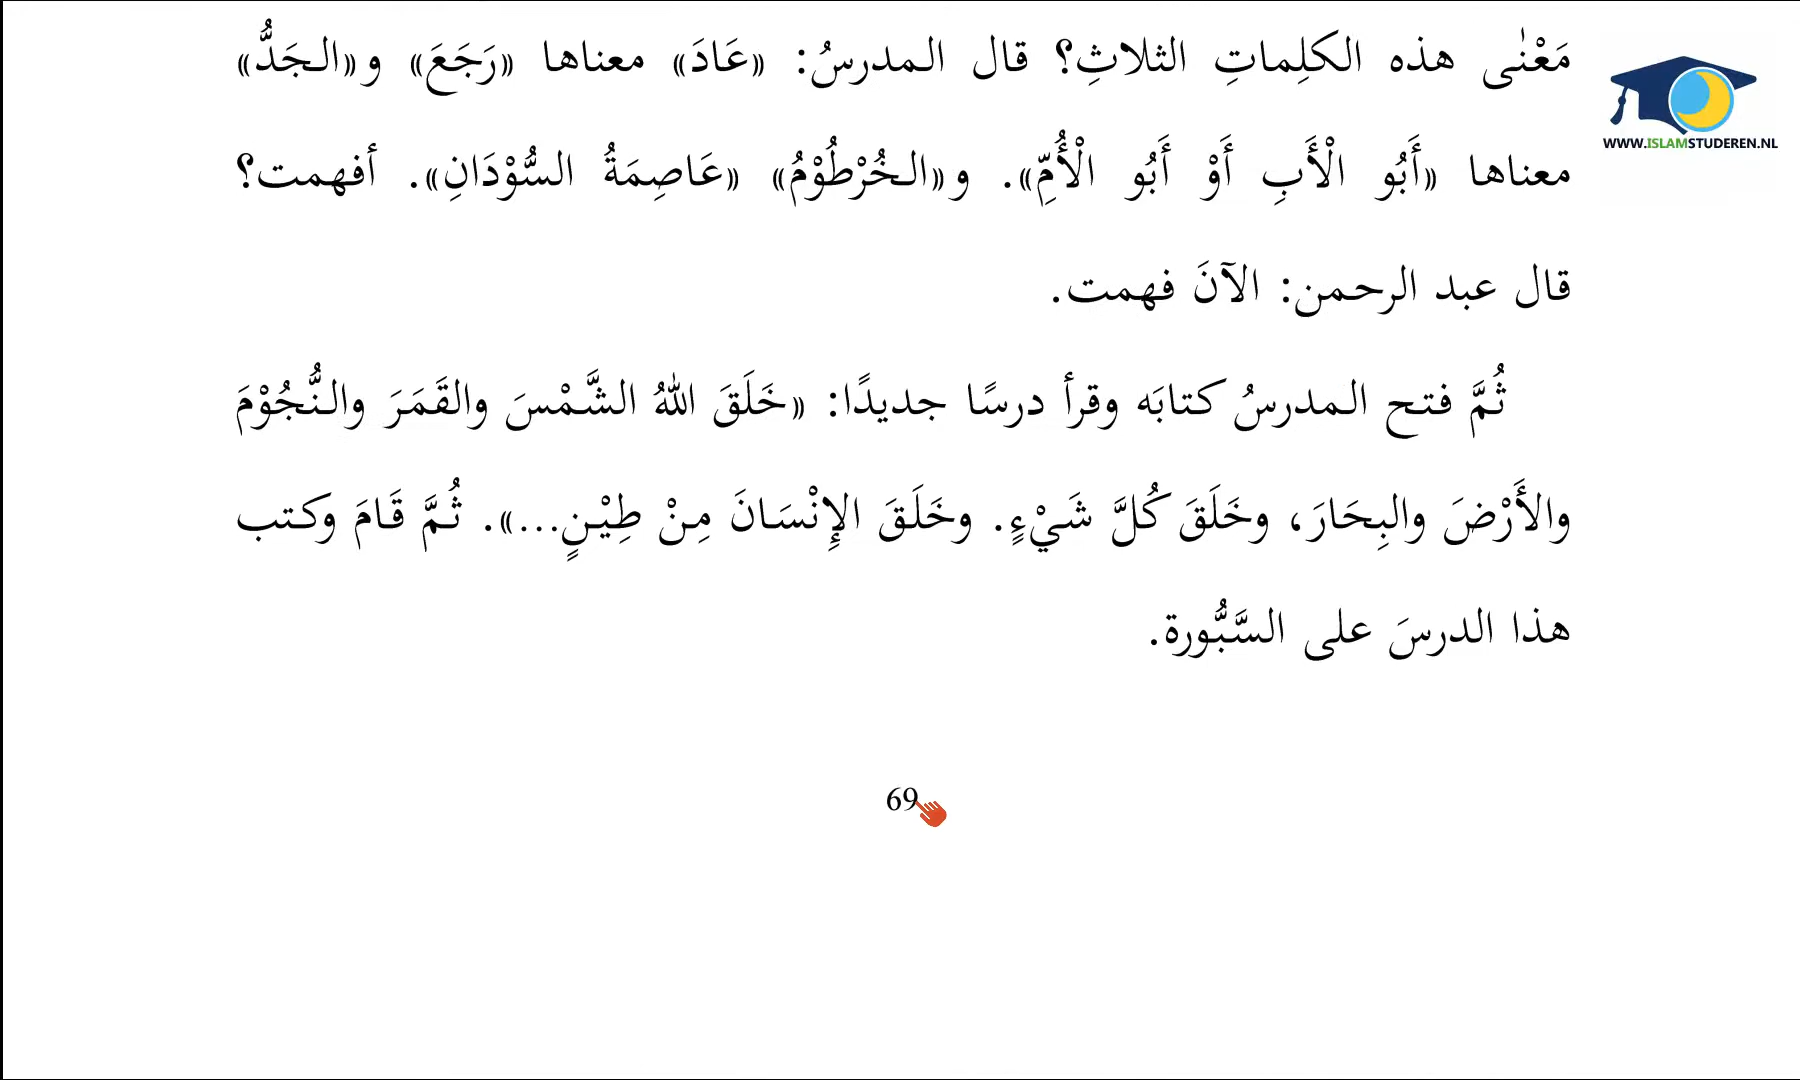 مَعْنٰى هذه الكلِماتِ الثلاثِ؟ قال المدرسُ: «عَادَ» معناها «رَجَعَ» و«الجَدُّ»
معناها «أَبُو الْأَبِ أَوْ أَبُو الْأُمِّ». و«الخُرْطُوْمُ» «عَاصِمَةُ السُّوْدَانِ». أفهمت؟
قال عبد الرحمن: الآنَ فهمت.
ثُمَّ فتح المدرسُ كتابَه وقرأ درسًا جديدًا: «خَلَقَ اللهُ الشَّمْسَ والقَمَرَ والنُّجُوْمَ
والأَرْضَ والبِحَارَ، وخَلَقَ كُلَّ شَيْءٍ. وخَلَقَ الإِنْسَانَ مِنْ طِيْنٍ...». ثُمَّ قَامَ وكتب
هذا الدرسَ على السَّبُّورة.
69
WWW.ISLAMSTUDEREN.NL